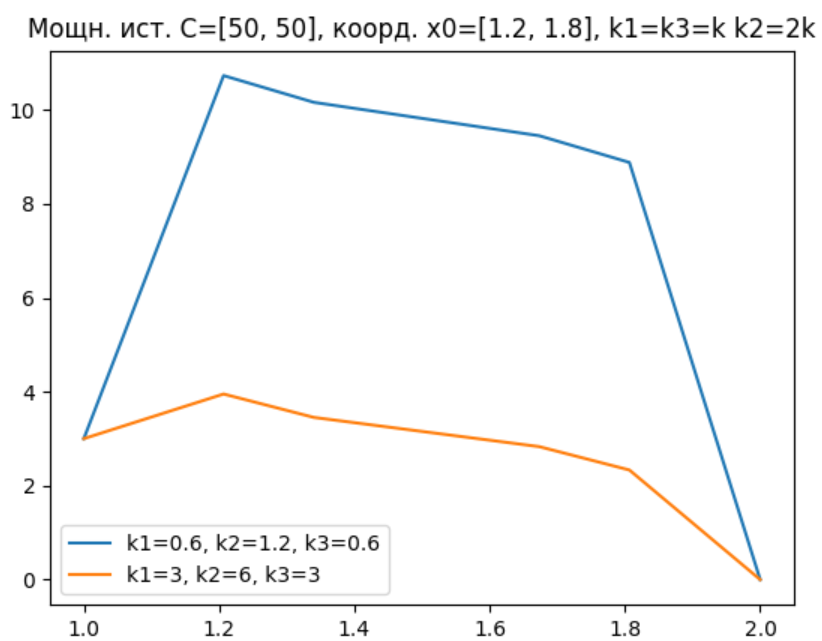 Мощн. ист. C=[50, 50], коорд. x0=[1.2, 1.8], k1=k3=k k2=2k
10
8
6
4
2
0
k1=0.6, k2=1.2, k3=0.6
k1=3, k2=6, k3=3
1.0 1.2 1.4 1.6 1.8 2.0